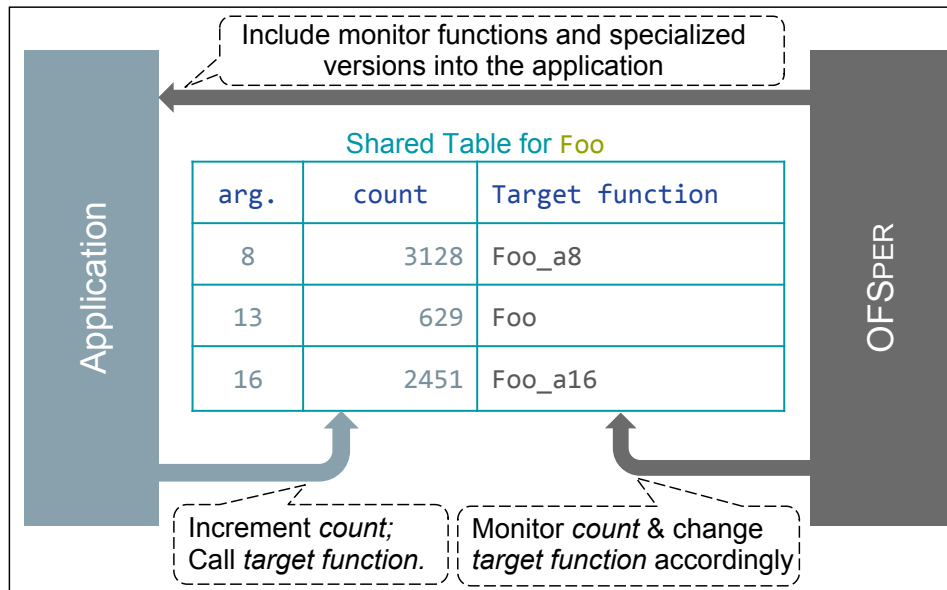 Include monitor functions and specialized
versions into the application
Shared Table for Foo
arg. count Target function
8 3128 Foo_a8
13 629 Foo
16 2451 Foo_a16
Application
OFSPER
Increment count;
Call target function.
Monitor count & change
target function accordingly